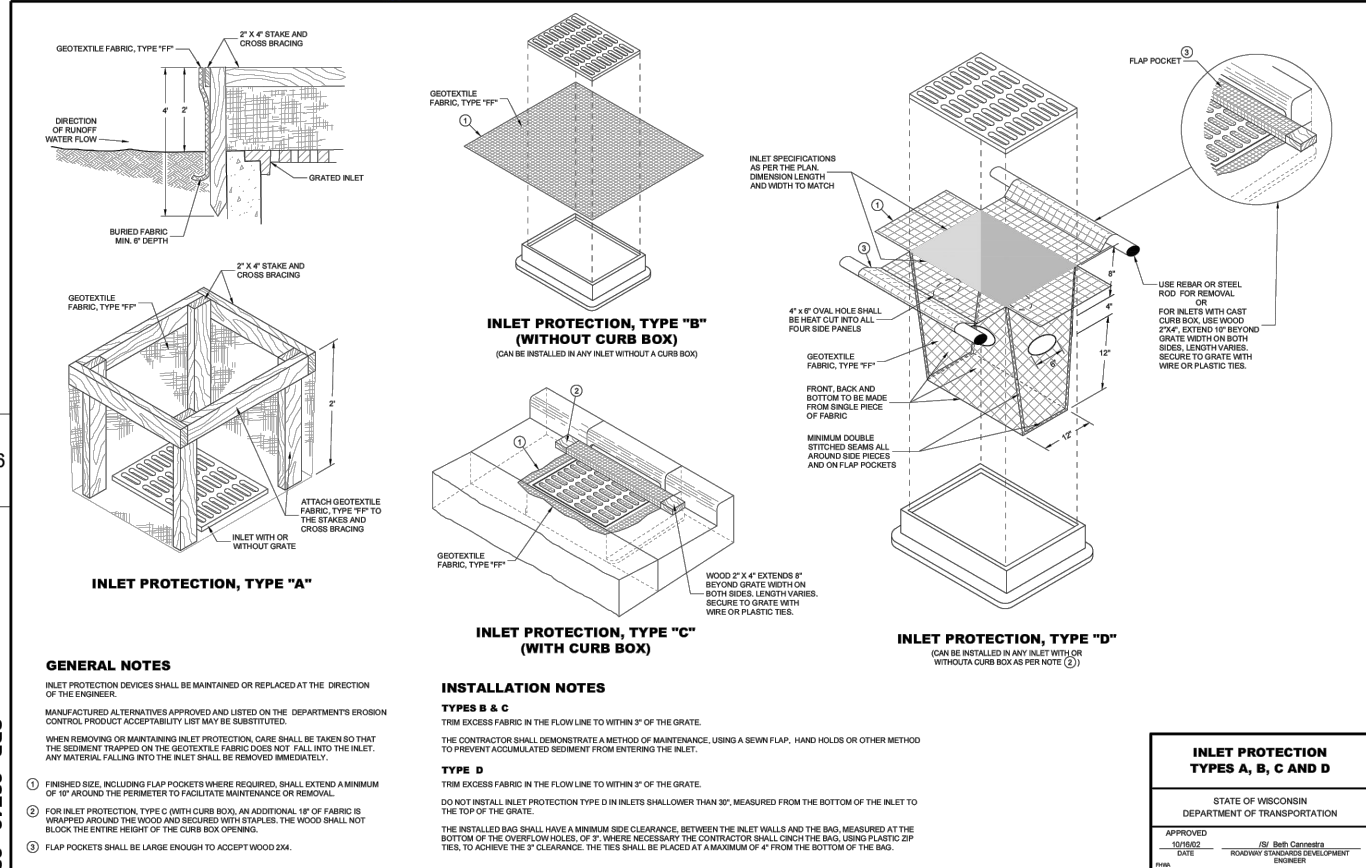 GEOTEXTILE FABRIC, TYPE "FF"
2" X 4" STAKE AND
CROSS BRACING
4'
2'
DIRECTION
OF RUNOFF
WATER FLOW
GRATED INLET
BURIED FABRIC
MIN. 6" DEPTH
2" X 4" STAKE AND
CROSS BRACING
GEOTEXTILE
FABRIC, TYPE "FF"
2'
ATTACH GEOTEXTILE
FABRIC, TYPE "FF" TO
THE STAKES AND
CROSS BRACING
INLET WITH OR
WITHOUT GRATE
INLET PROTECTION, TYPE "A"
GEOTEXTILE
FABRIC, TYPE "FF"
1
INLET PROTECTION, TYPE "B"
(WITHOUT CURB BOX)
(CAN BE INSTALLED IN ANY INLET WITHOUT A CURB BOX)
2
1
GEOTEXTILE
FABRIC, TYPE "FF"
WOOD 2" X 4" EXTENDS 8"
BEYOND GRATE WIDTH ON
BOTH SIDES. LENGTH VARIES.
SECURE TO GRATE WITH
WIRE OR PLASTIC TIES.
INLET PROTECTION, TYPE "C"
(WITH CURB BOX)
FLAP POCKET
3
INLET SPECIFICATIONS
AS PER THE PLAN.
DIMENSION LENGTH
AND WIDTH TO MATCH
1
3
4" x 6" OVAL HOLE SHALL
BE HEAT CUT INTO ALL
FOUR SIDE PANELS
GEOTEXTILE
FABRIC, TYPE "FF"
FRONT, BACK AND
BOTTOM TO BE MADE
FROM SINGLE PIECE
OF FABRIC
MINIMUM DOUBLE
STITCHED SEAMS ALL
AROUND SIDE PIECES
AND ON FLAP POCKETS
8"
4"
12"
6"
12"
USE REBAR OR STEEL
ROD FOR REMOVAL
OR
FOR INLETS WITH CAST
CURB BOX, USE WOOD
2"X4", EXTEND 10" BEYOND
GRATE WIDTH ON BOTH
SIDES, LENGTH VARIES.
SECURE TO GRATE WITH
WIRE OR PLASTIC TIES.
INLET PROTECTION, TYPE "D"
(CAN BE INSTALLED IN ANY INLET WITH OR
WITHOUTA CURB BOX AS PER NOTE 2)
GENERAL NOTES
INLET PROTECTION DEVICES SHALL BE MAINTAINED OR REPLACED AT THE DIRECTION
OF THE ENGINEER.
MANUFACTURED ALTERNATIVES APPROVED AND LISTED ON THE DEPARTMENT'S EROSION
CONTROL PRODUCT ACCEPTABILITY LIST MAY BE SUBSTITUTED.
WHEN REMOVING OR MAINTAINING INLET PROTECTION, CARE SHALL BE TAKEN SO THAT
THE SEDIMENT TRAPPED ON THE GEOTEXTILE FABRIC DOES NOT FALL INTO THE INLET.
ANY MATERIAL FALLING INTO THE INLET SHALL BE REMOVED IMMEDIATELY.
1 FINISHED SIZE, INCLUDING FLAP POCKETS WHERE REQUIRED, SHALL EXTEND A MINIMUM
OF 10" AROUND THE PERIMETER TO FACILITATE MAINTENANCE OR REMOVAL.
2 FOR INLET PROTECTION, TYPE C (WITH CURB BOX), AN ADDITIONAL 18" OF FABRIC IS
WRAPPED AROUND THE WOOD AND SECURED WITH STAPLES. THE WOOD SHALL NOT
BLOCK THE ENTIRE HEIGHT OF THE CURB BOX OPENING.
3 FLAP POCKETS SHALL BE LARGE ENOUGH TO ACCEPT WOOD 2X4.
INSTALLATION NOTES
TYPES B & C
TRIM EXCESS FABRIC IN THE FLOW LINE TO WITHIN 3" OF THE GRATE.
THE CONTRACTOR SHALL DEMONSTRATE A METHOD OF MAINTENANCE, USING A SEWN FLAP, HAND HOLDS OR OTHER METHOD
TO PREVENT ACCUMULATED SEDIMENT FROM ENTERING THE INLET.
TYPE D
TRIM EXCESS FABRIC IN THE FLOW LINE TO WITHIN 3" OF THE GRATE.
DO NOT INSTALL INLET PROTECTION TYPE D IN INLETS SHALLOWER THAN 30", MEASURED FROM THE BOTTOM OF THE INLET TO
THE TOP OF THE GRATE.
THE INSTALLED BAG SHALL HAVE A MINIMUM SIDE CLEARANCE, BETWEEN THE INLET WALLS AND THE BAG, MEASURED AT THE
BOTTOM OF THE OVERFLOW HOLES, OF 3". WHERE NECESSARY THE CONTRACTOR SHALL CINCH THE BAG, USING PLASTIC ZIP
TIES, TO ACHIEVE THE 3" CLEARANCE. THE TIES SHALL BE PLACED AT A MAXIMUM OF 4" FROM THE BOTTOM OF THE BAG.
INLET PROTECTION
TYPES A, B, C AND D
STATE OF WISCONSIN
DEPARTMENT OF TRANSPORTATION
APPROVED
10/16/02 /S/ Beth Cannestra
DATE ROADWAY STANDARDS DEVELOPMENT
ENGINEER
FHWA